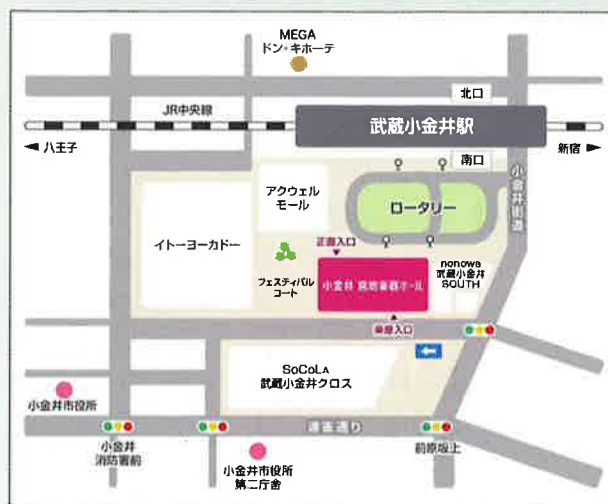 MEGA
ドン・キホーテ
北口
JR中央線
武蔵小金井駅
八王子
新宿
南口
小金井街道
アクウェル
モール
ロータリー
イトーヨーカドー
正面入口
nonowa
武蔵小金井
SOUTH
フェスティバル
コート
小金井 宮地楽器ホール
楽屋入口
SoCoLA
武蔵小金井クロス
小金井市役所
連雀通り
小金井
消防署前
前原坂上
小金井市役所
第二庁舎